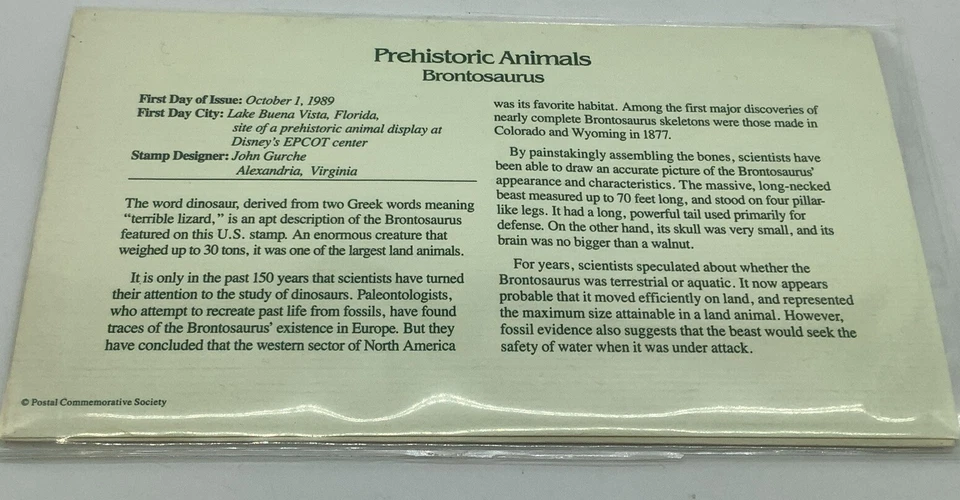 Prehistoric Animals
Brontosaurus
First Day of Issue: October 1, 1989
First Day City: Lake Buena Vista, Florida,
site of a prehistoric animal display at
Disney's EPCOT center
Stamp Designer: John Gurche
Alexandria, Virginia
The word dinosaur, derived from two Greek words meaning
"terrible lizard," is an apt description of the Brontosaurus
featured on this U.S. stamp. An enormous creature that
weighed up to 30 tons, it was one of the largest land animals.
It is only in the past 150 years that scientists have turned
their attention to the study of dinosaurs. Paleontologists,
who attempt to recreate past life from fossils, have found
traces of the Brontosaurus' existence in Europe. But they
have concluded that the western sector of North America
was its favorite habitat. Among the first major discoveries of
nearly complete Brontosaurus skeletons were those made in
Colorado and Wyoming in 1877.
By painstakingly assembling the bones, scientists have
been able to draw an accurate picture of the Brontosaurus'
appearance and characteristics. The massive, long-necked
beast measured up to 70 feet long, and stood on four pillar-
like legs. It had a long, powerful tail used primarily for
defense. On the other hand, its skull was very small, and its
brain was no bigger than a walnut.
For years, scientists speculated about whether the
Brontosaurus was terrestrial or aquatic. It now appears
probable that it moved efficiently on land, and represented
the maximum size attainable in a land animal. However,
fossil evidence also suggests that the beast would seek the
safety of water when it was under attack.
© Postal Commemorative Society